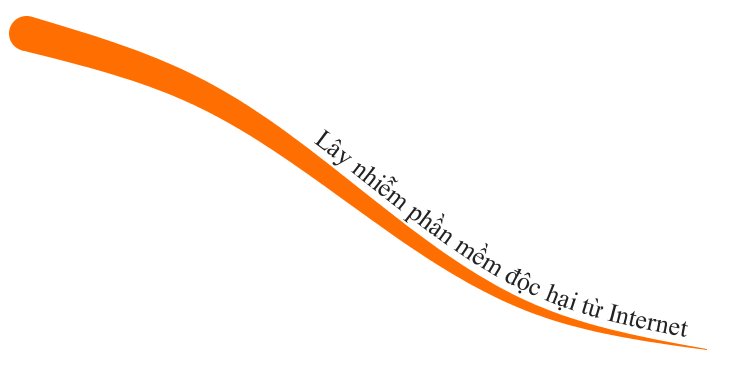 Lây nhiễm phần mềm độc hại từ Internet